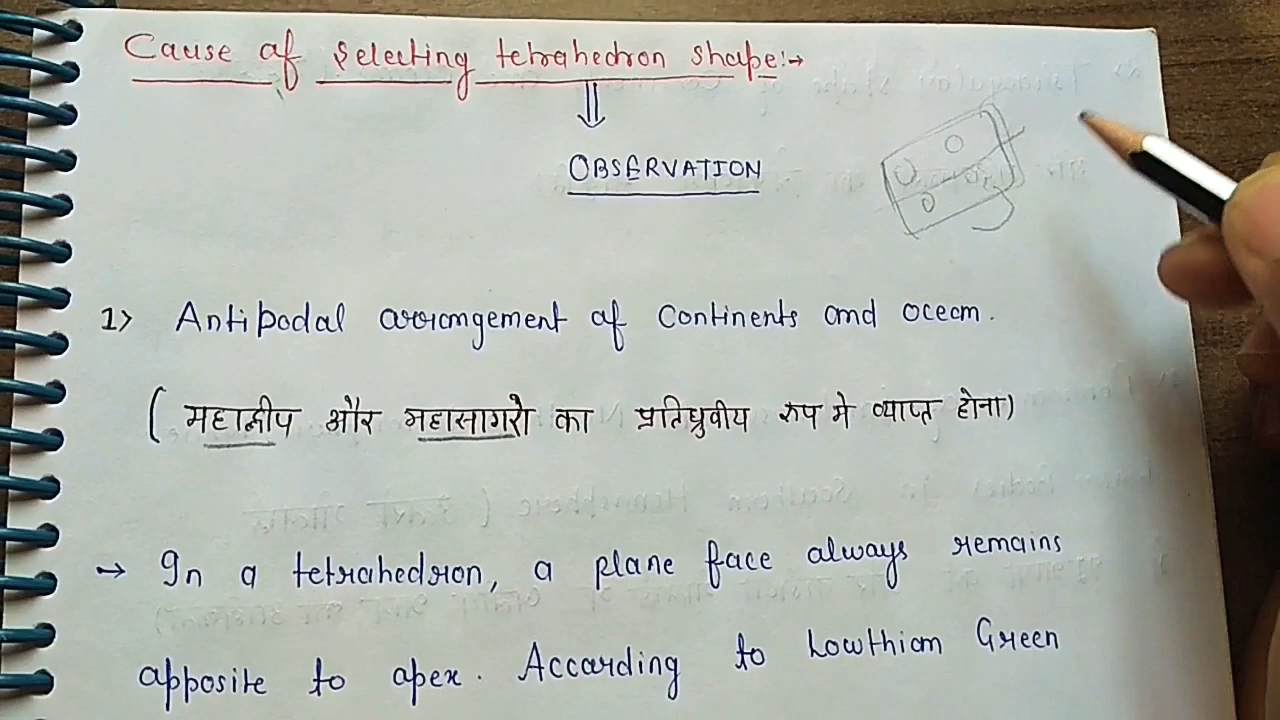 Cause of selecting tetrahedron shape:→
OBSERVATION
1> Antipodal arrangement of continents and ocean.
(महाद्वीप और महासागरो का प्रतिध्रुवीय रूप मे व्याप्त होना)
→ In a tetrahedron, a plane face always remains
opposite to apex. According to Lowthian Green